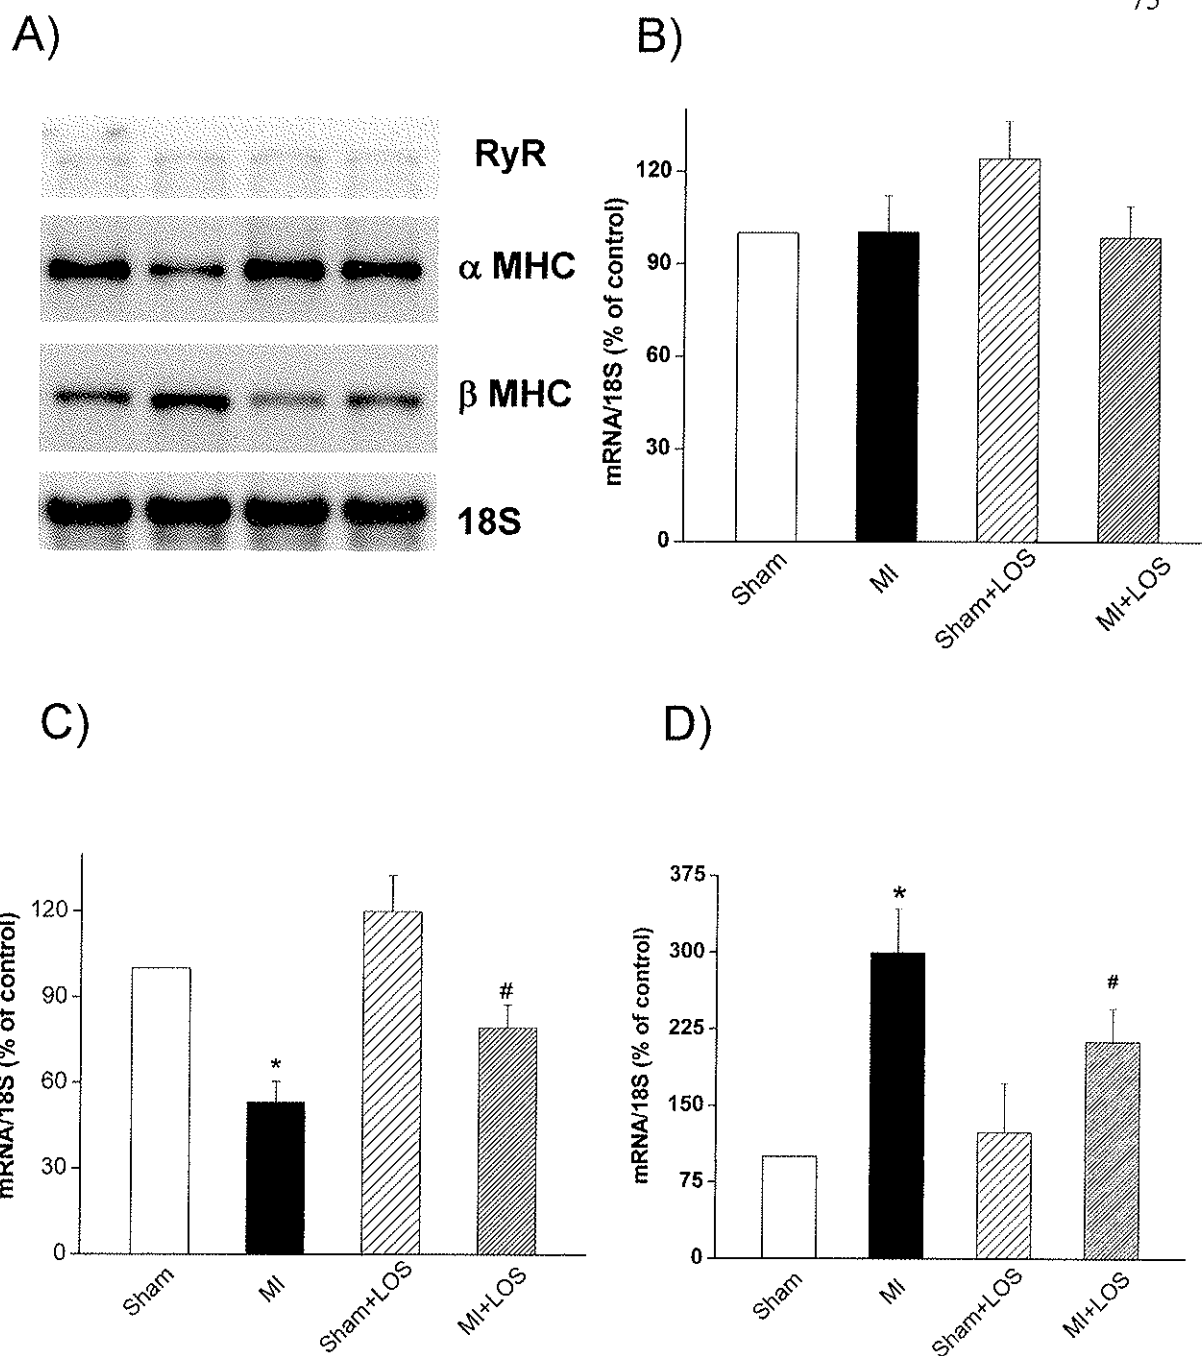 75
A)
RyR
α MHC
β MHC
18S
B)
mRNA/18S (% of control)
120
90
60
30
0
Sham
MI
Sham+LOS
MI+LOS
C)
mRNA/18S (% of control)
120
90
60
30
0
*
#
Sham
MI
Sham+LOS
MI+LOS
D)
mRNA/18S (% of control)
375
300
225
150
75
0
*
#
Sham
MI
Sham+LOS
MI+LOS